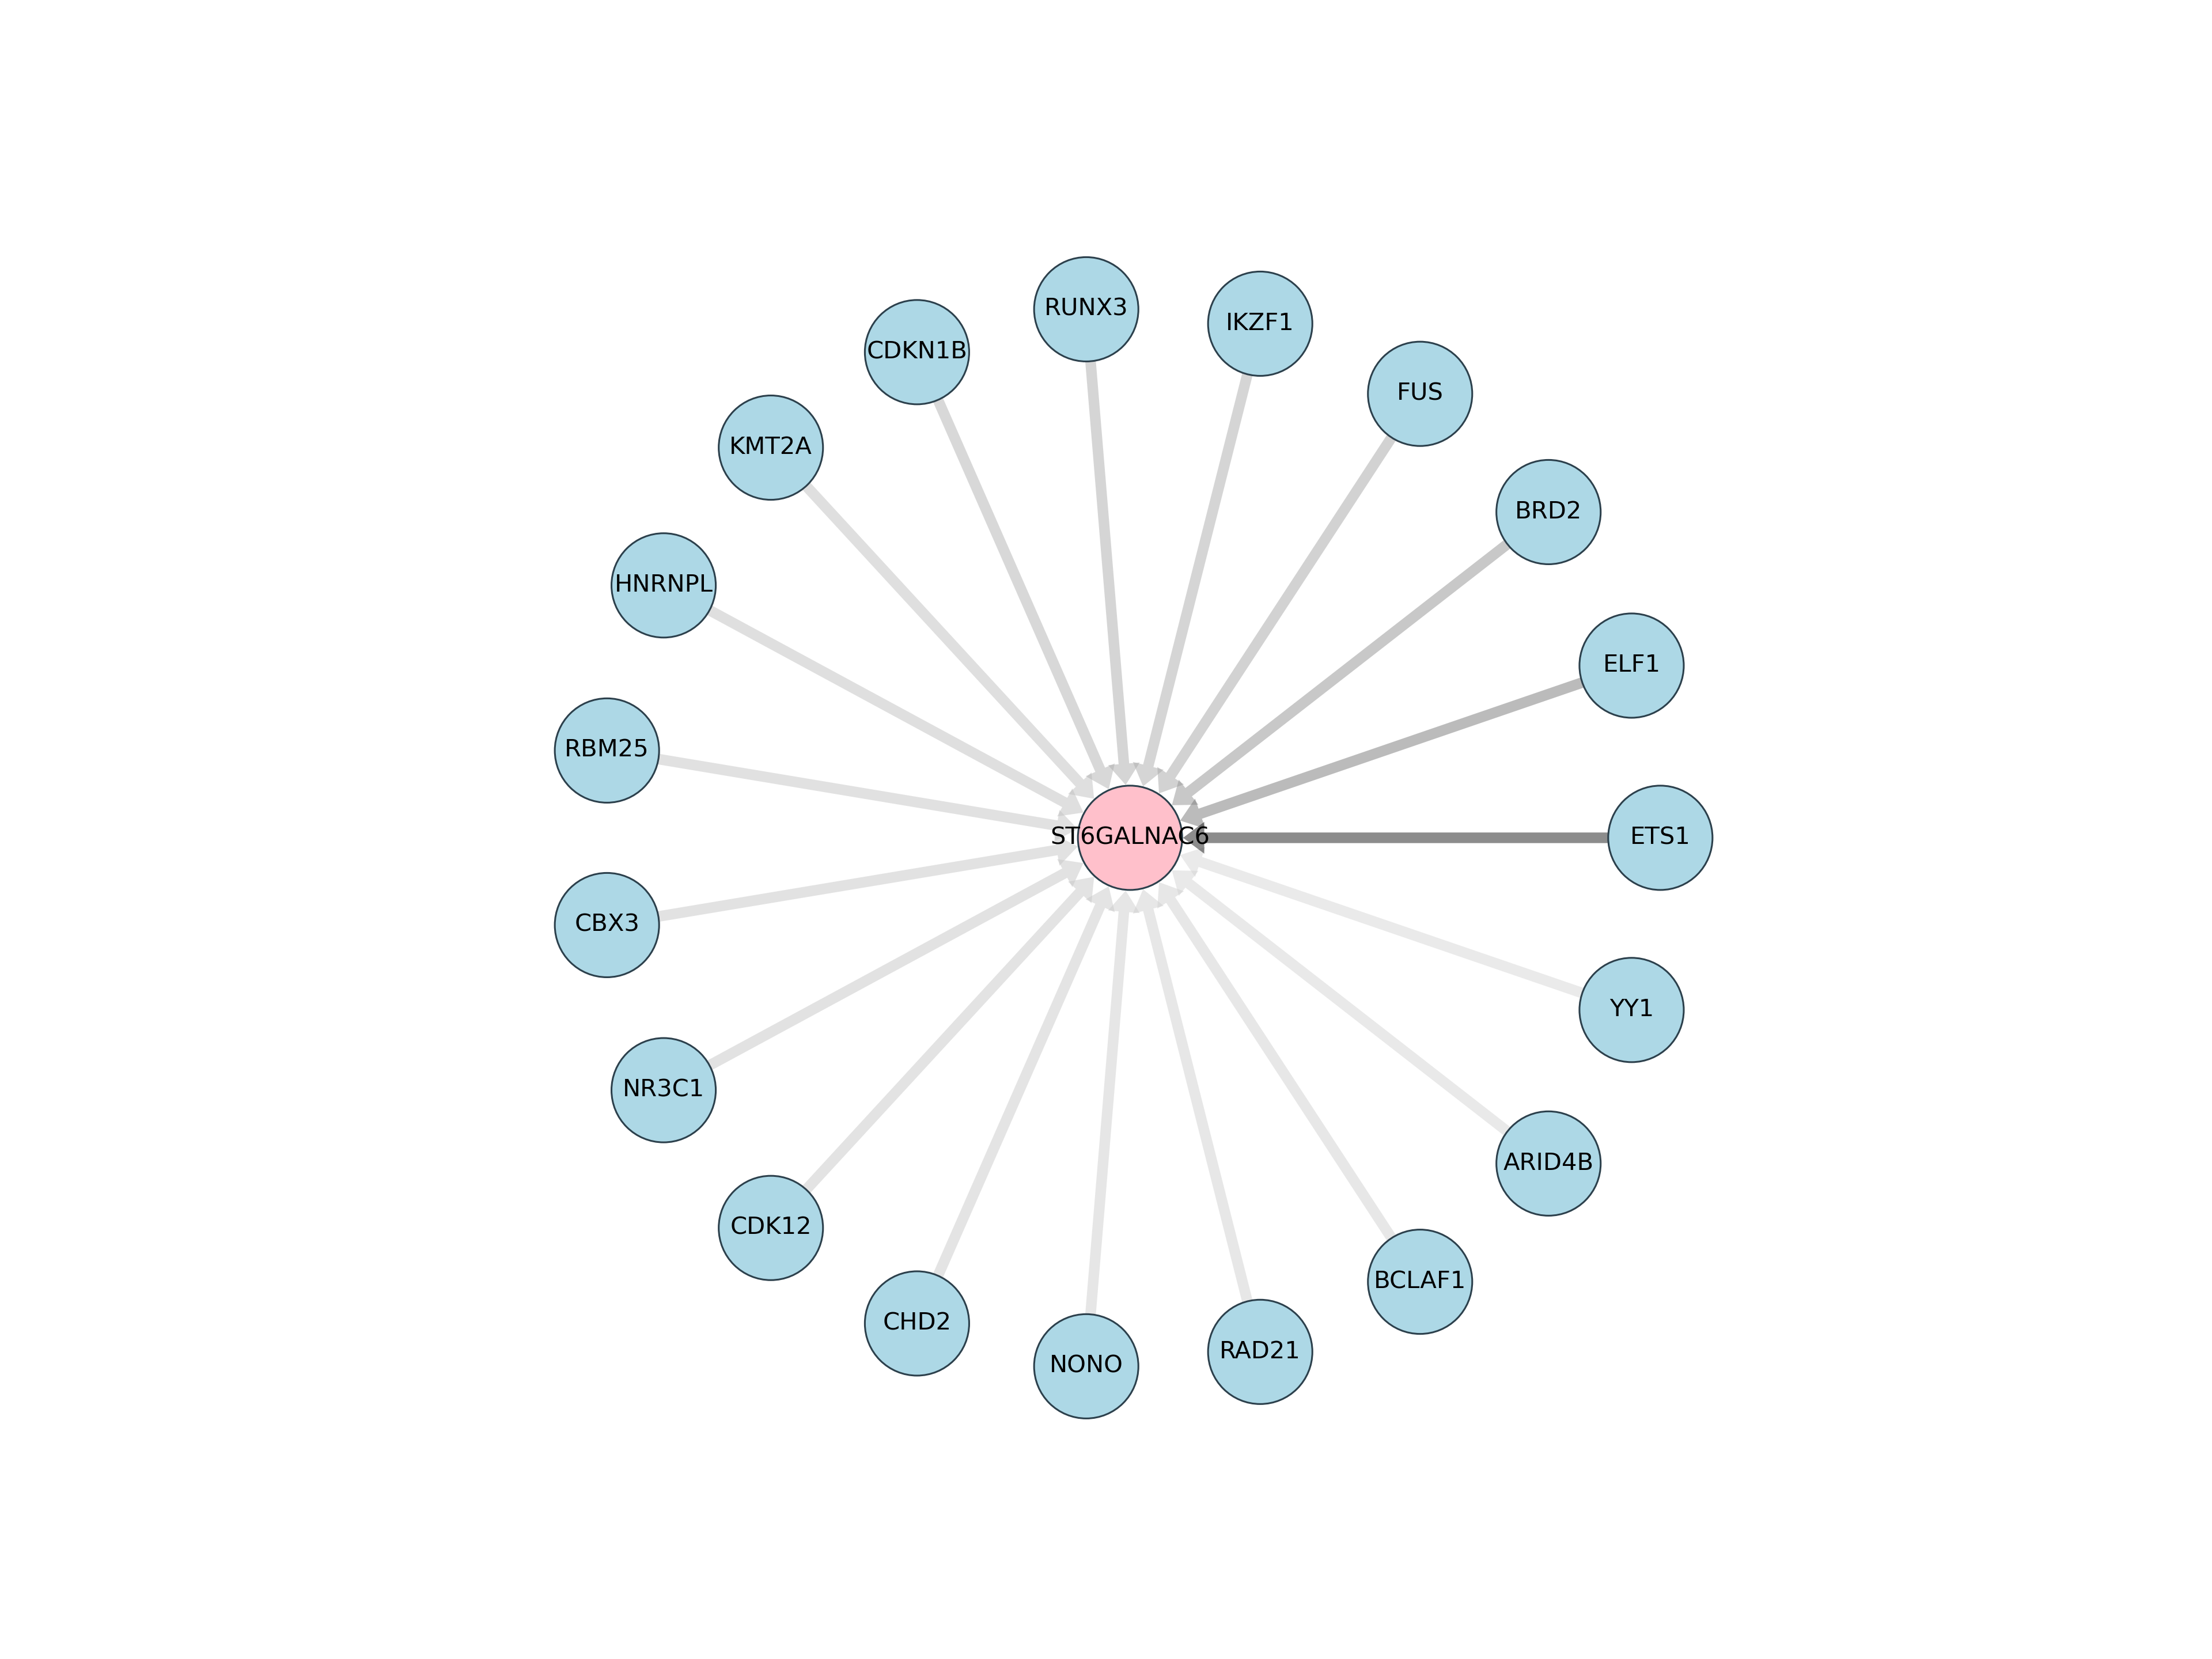 RUNX3
IKZF1
CDKN1B
FUS
KMT2A
BRD2
HNRNPL
ELF1
RBM25
ST6GALNAC6
ETS1
CBX3
YY1
NR3C1
ARID4B
CDK12
BCLAF1
CHD2
RAD21
NONO